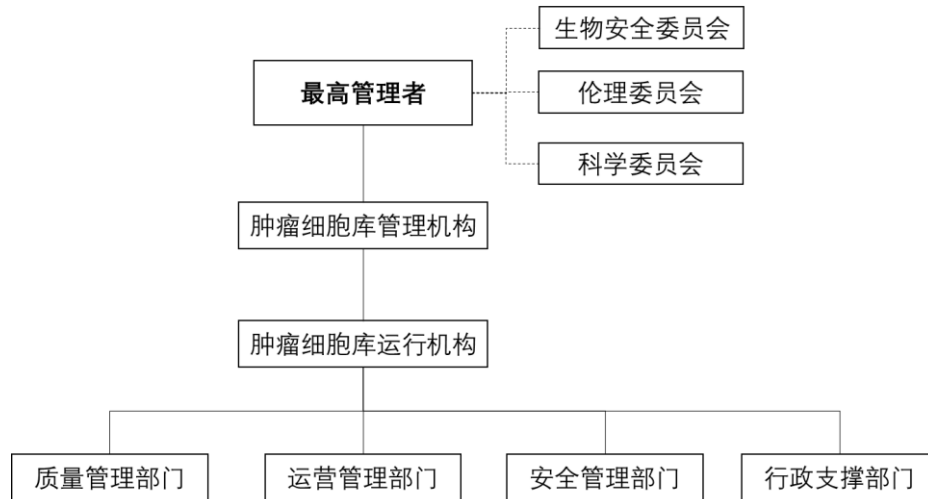 生物安全委员会
最高管理者
伦理委员会
科学委员会
肿瘤细胞库管理机构
肿瘤细胞库运行机构
质量管理部门
运营管理部门
安全管理部门
行政支撑部门